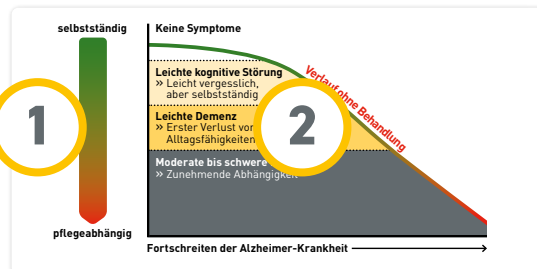 selbstständig
Keine Symptome
Leichte kognitive Störung
» Leicht vergesslich,
aber selbstständig
Verlauf ohne Behandlung
1
2
Leichte Demenz
» Erster Verlust von
Alltagsfähigkeiten
Moderate bis schwere
» Zunehmende Abhängigkeit
pflegeabhängig
Fortschreiten der Alzheimer-Krankheit